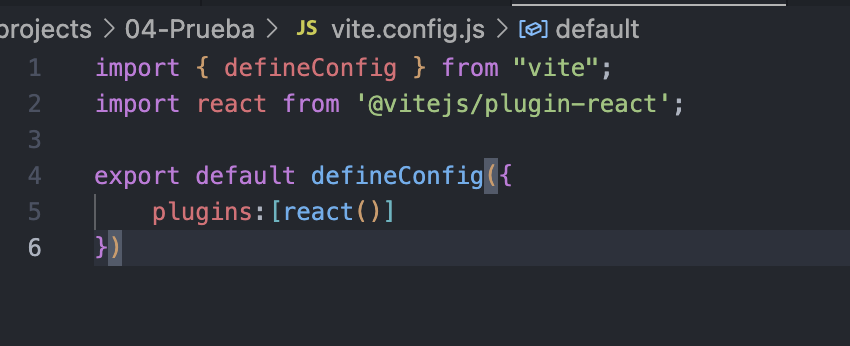 projects > 04-Prueba > JS vite.config.js > default
1 import { defineConfig } from "vite";
2 import react from '@vitejs/plugin-react';
3
4 export default defineConfig({
5     plugins:[react()]
6 })